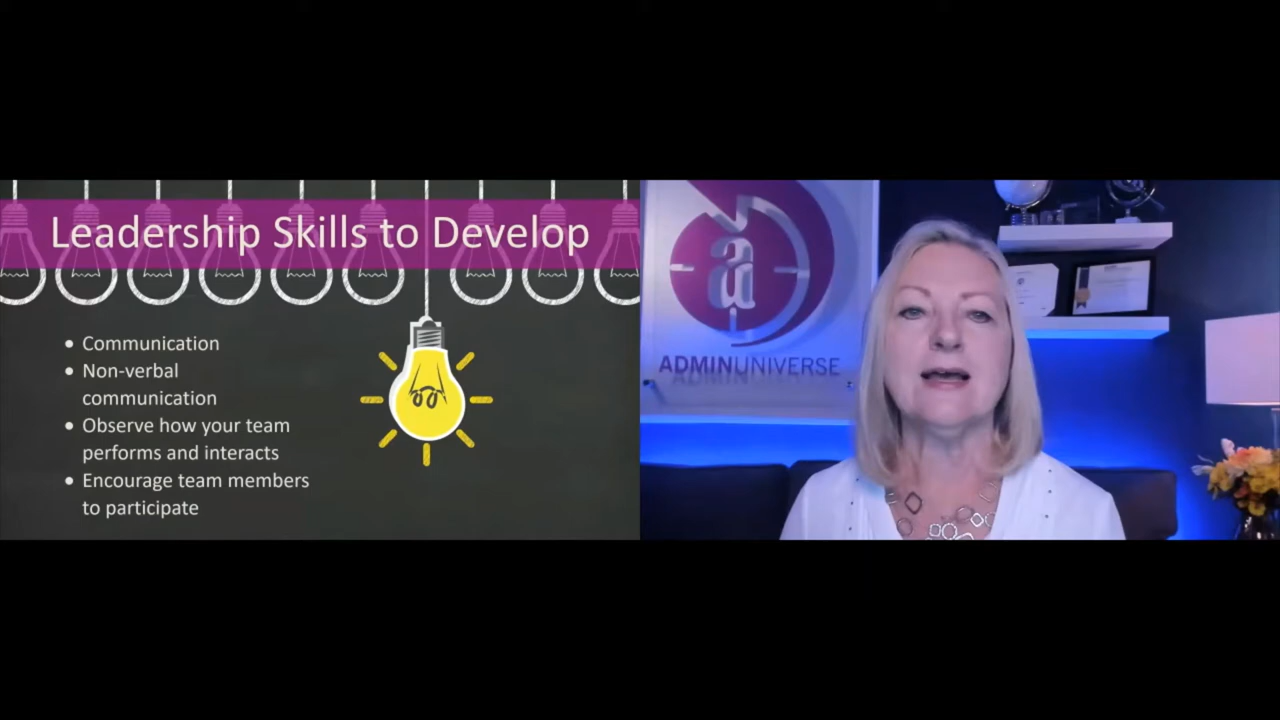 Leadership Skills to Develop
• Communication
• Non-verbal
communication
• Observe how your team
performs and interacts
• Encourage team members
to participate
a
ADMINUNIVERSE